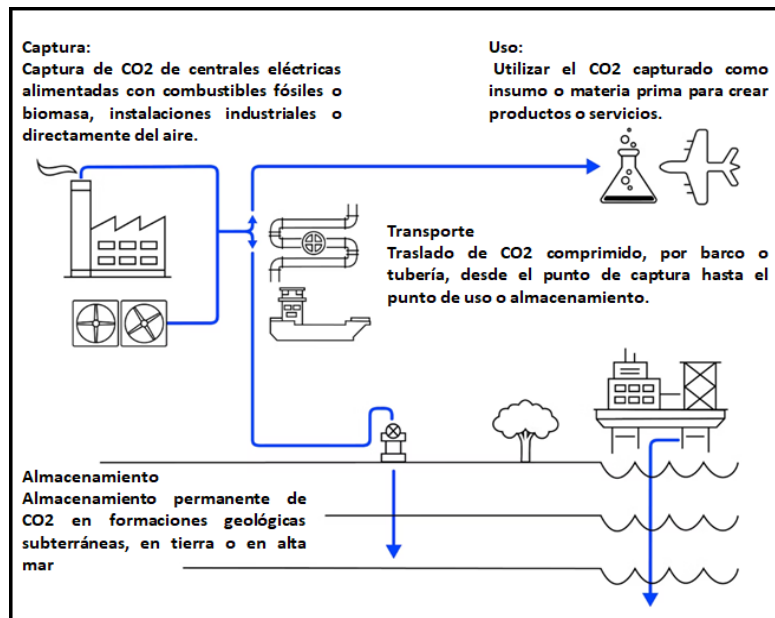 Captura:
Captura de CO2 de centrales eléctricas
alimentadas con combustibles fósiles o
biomasa, instalaciones industriales o
directamente del aire.
Uso:
Utilizar el CO2 capturado como
insumo o materia prima para crear
productos o servicios.
Transporte
Traslado de CO2 comprimido, por barco o
tubería, desde el punto de captura hasta el
punto de uso o almacenamiento.
Almacenamiento
Almacenamiento permanente de
CO2 en formaciones geológicas
subterráneas, en tierra o en alta
mar